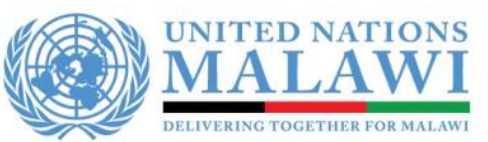 UNITED NATIONS
MALAWI
DELIVERING TOGETHER FOR MALAWI